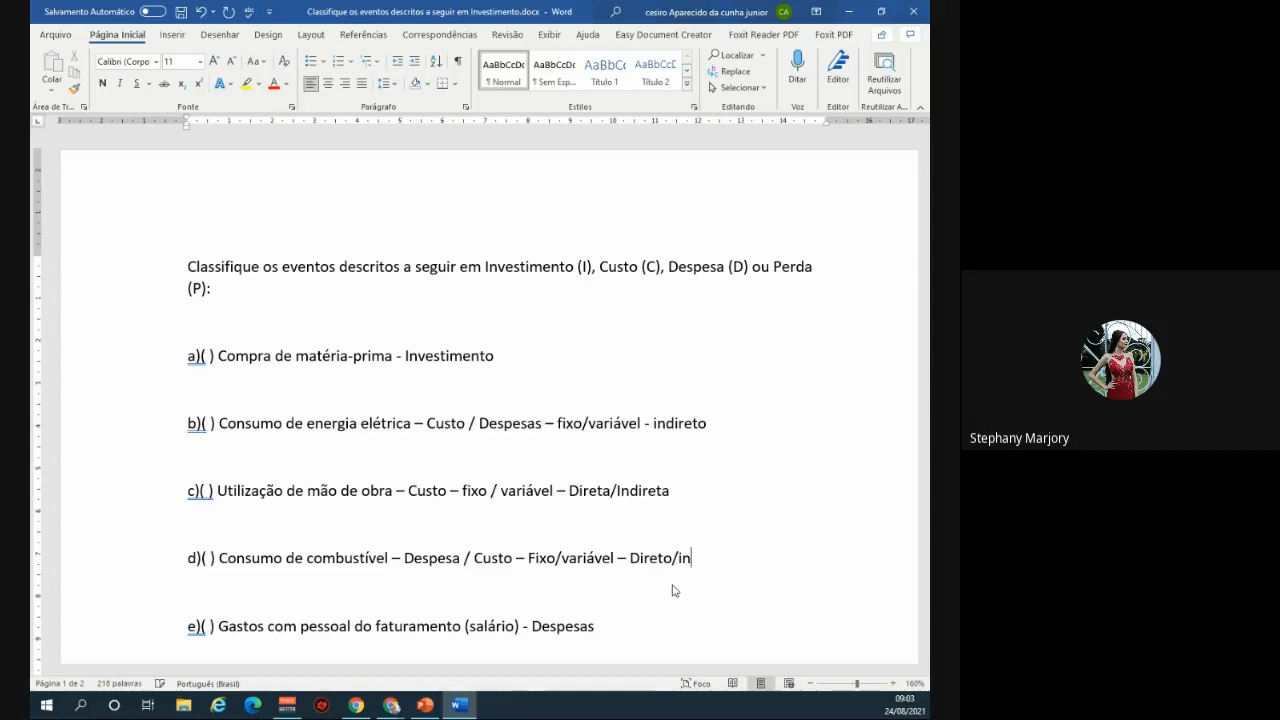 Salvamento Automático
Classifique os eventos descritos a seguir em Investimento.docx - Word
cesiro Aparecido da cunha junior CA
Arquivo Página Inicial Inserir Desenhar Design Layout Referências Correspondências Revisão Exibir Ajuda Easy Document Creator Foxit Reader PDF Foxit PDF
Colar
Calibri (Corpo 11
N I S
AaBbCcDc AaBbCcDc AaBbCc AaBbCcC
¶ Normal ¶ Sem Esp... Título 1 Título 2
Localizar
Replace
Selecionar
Ditar
Editor
Reutilizar
Arquivos
Área de Tr... Fonte Parágrafo Estilos Editando Voz Editor Reutilizar A...
Classifique os eventos descritos a seguir em Investimento (I), Custo (C), Despesa (D) ou Perda
(P):
a)( ) Compra de matéria-prima - Investimento
b)( ) Consumo de energia elétrica – Custo / Despesas – fixo/variável - indireto
c)( ) Utilização de mão de obra – Custo – fixo / variável – Direta/Indireta
d)( ) Consumo de combustível – Despesa / Custo – Fixo/variável – Direto/in
e)( ) Gastos com pessoal do faturamento (salário) - Despesas
Stephany Marjory
Página 1 de 2 218 palavras Português (Brasil) Foco 160%
09:03
24/08/2021